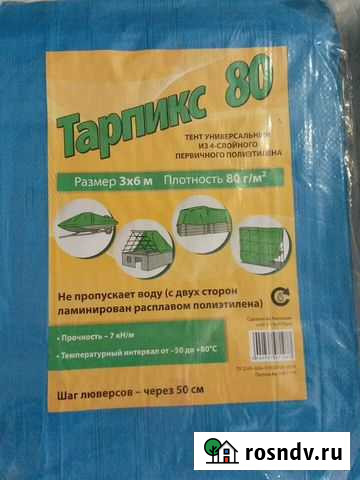 Тарпикс 80
ТЕНТ УНИВЕРСАЛЬНЫЙ
ИЗ 4-СЛОЙНОГО
ПЕРВИЧНОГО ПОЛИЭТИЛЕНА
Размер 3х6 м Плотность 80 г/м²
Не пропускает воду (с двух сторон
ламинирован расплавом полиэтилена)
• Прочность – 7 кН/м
• Температурный интервал от -50 до +80°С
Шаг люверсов – через 50 см
rosndv.ru